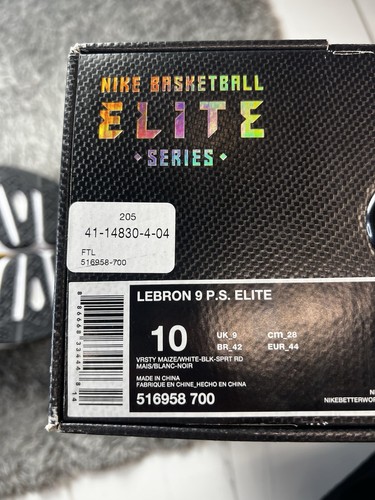 NIKE BASKETBALL
ELITE
SERIES
205
41-14830-4-04
FTL
516958-700
LEBRON 9 P.S. ELITE
10
UK_9 cm_28
BR_42 EUR_44
VRSTY MAIZE/WHITE-BLK-SPRT RD
MAIS/BLANC-NOIR
MADE IN CHINA
FABRIQUE EN CHINE_HECHO EN CHINA
516958 700
NIKEBETTERWOR